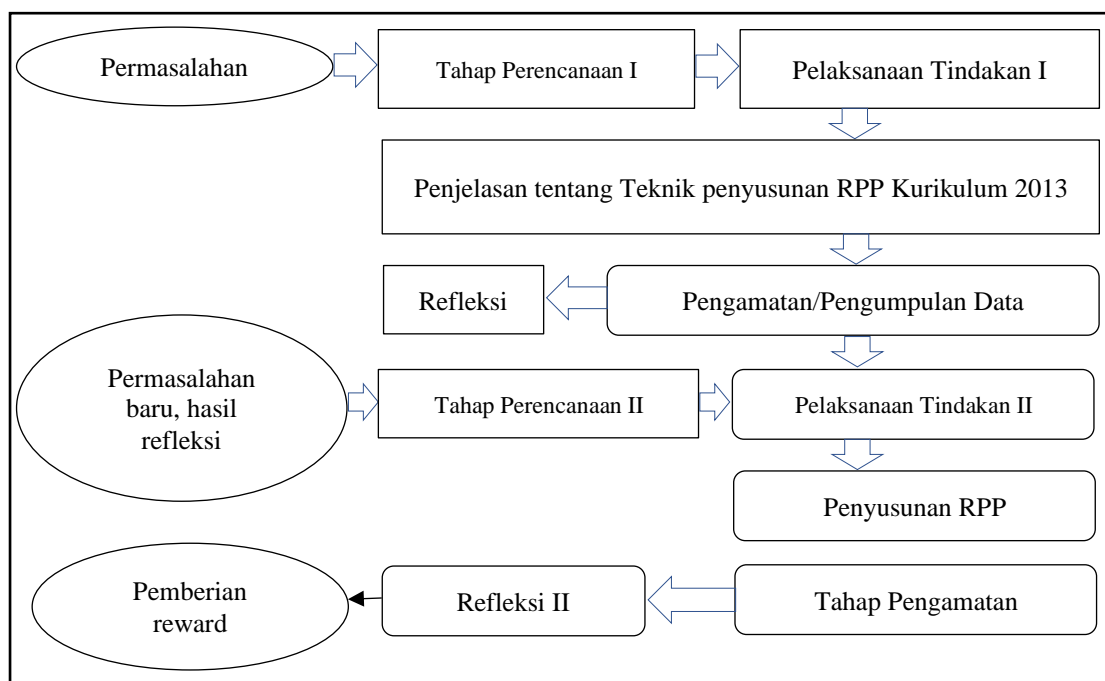 Permasalahan
Tahap Perencanaan I
Pelaksanaan Tindakan I
Penjelasan tentang Teknik penyusunan RPP Kurikulum 2013
Refleksi
Pengamatan/Pengumpulan Data
Permasalahan
baru, hasil
refleksi
Tahap Perencanaan II
Pelaksanaan Tindakan II
Penyusunan RPP
Pemberian
reward
Refleksi II
Tahap Pengamatan